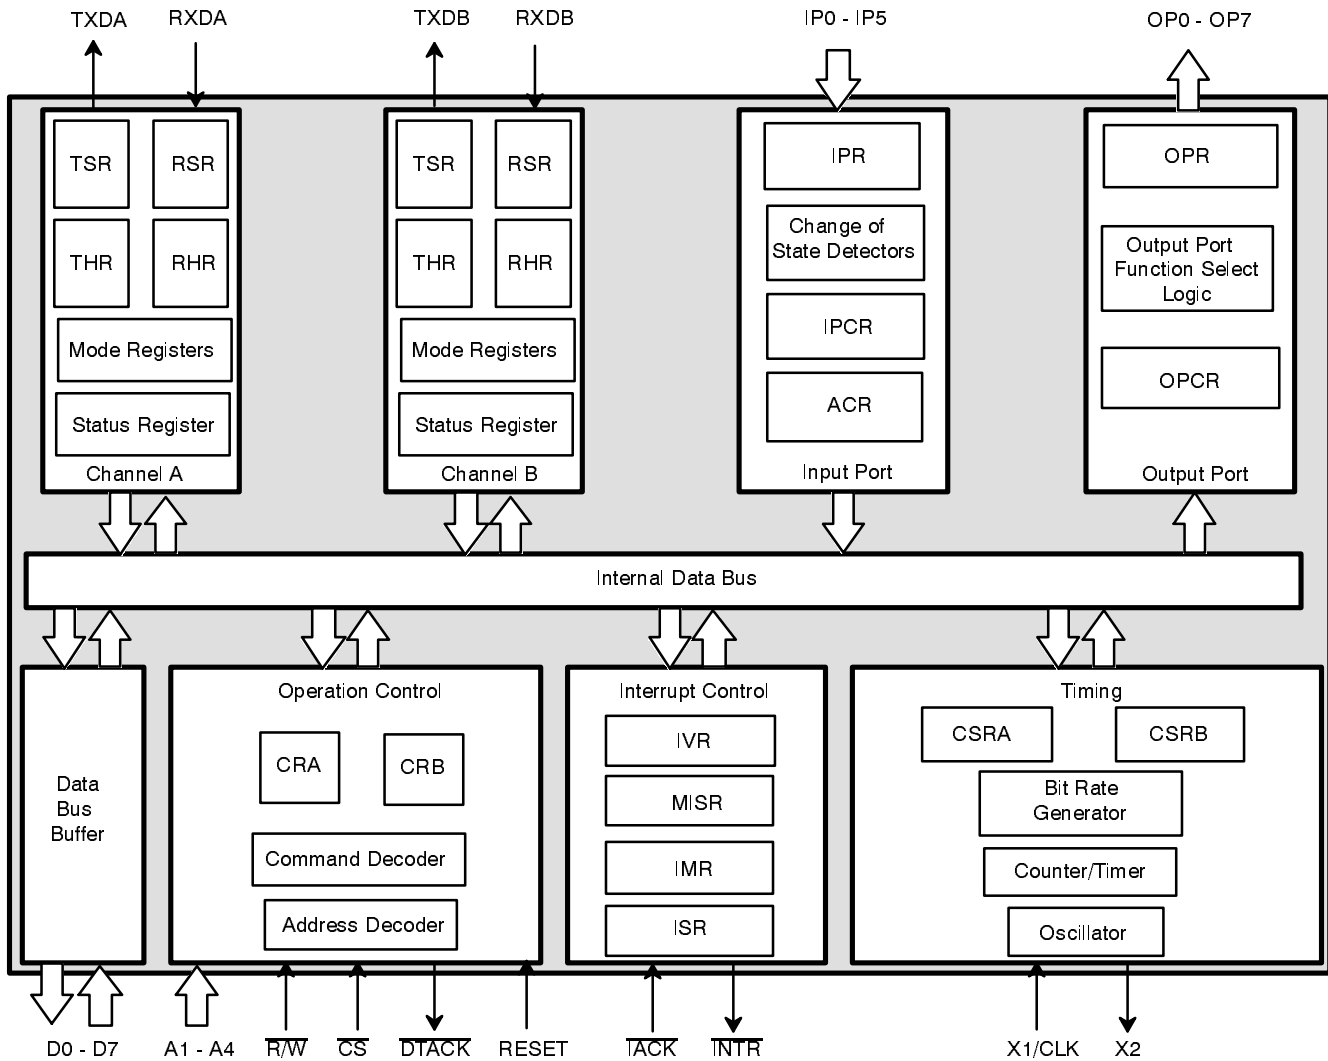 TXDA
RXDA
TXDB
RXDB
IP0 - IP5
OP0 - OP7
TSR
RSR
THR
RHR
Mode Registers
Status Register
Channel A
TSR
RSR
THR
RHR
Mode Registers
Status Register
Channel B
IPR
Change of
State Detectors
IPCR
ACR
Input Port
OPR
Output Port
Function Select
Logic
OPCR
Output Port
Internal Data Bus
Data
Bus
Buffer
Operation Control
CRA
CRB
Command Decoder
Address Decoder
Interrupt Control
IVR
MISR
IMR
ISR
Timing
CSRA
CSRB
Bit Rate
Generator
Counter/Timer
Oscillator
D0 - D7
A1 - A4
R/W
CS
DTACK
RESET
IACK
INTR
X1/CLK
X2